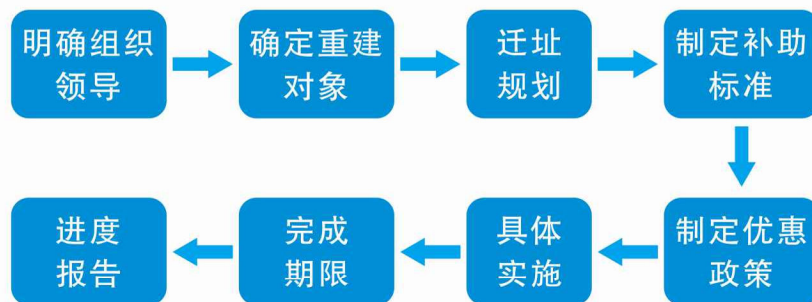 明确组织
领导
确定重建
对象
迁址
规划
制定补助
标准
制定优惠
政策
具体
实施
完成
期限
进度
报告